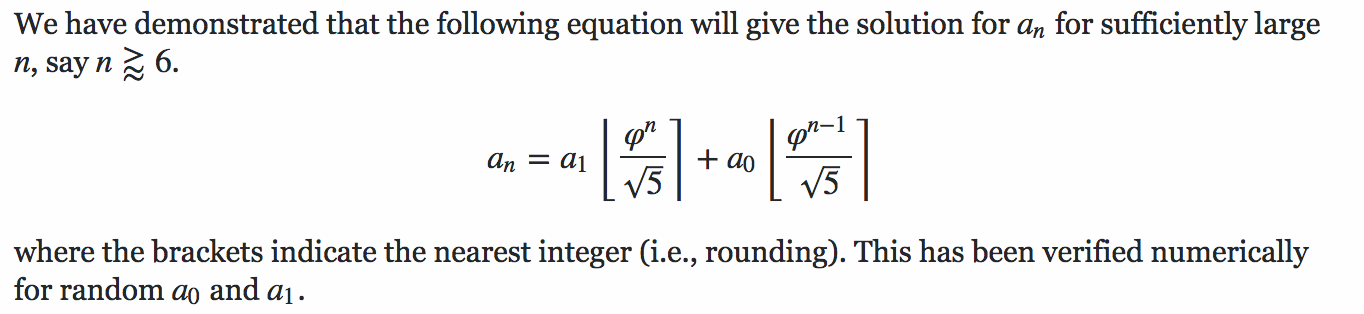 We have demonstrated that the following equation will give the solution for aₙ for sufficiently large
n, say n ⪆ 6.
aₙ = a₁ ⌊φⁿ/√5⌉ + a₀ ⌊φⁿ⁻¹/√5⌉
where the brackets indicate the nearest integer (i.e., rounding). This has been verified numerically
for random a₀ and a₁.